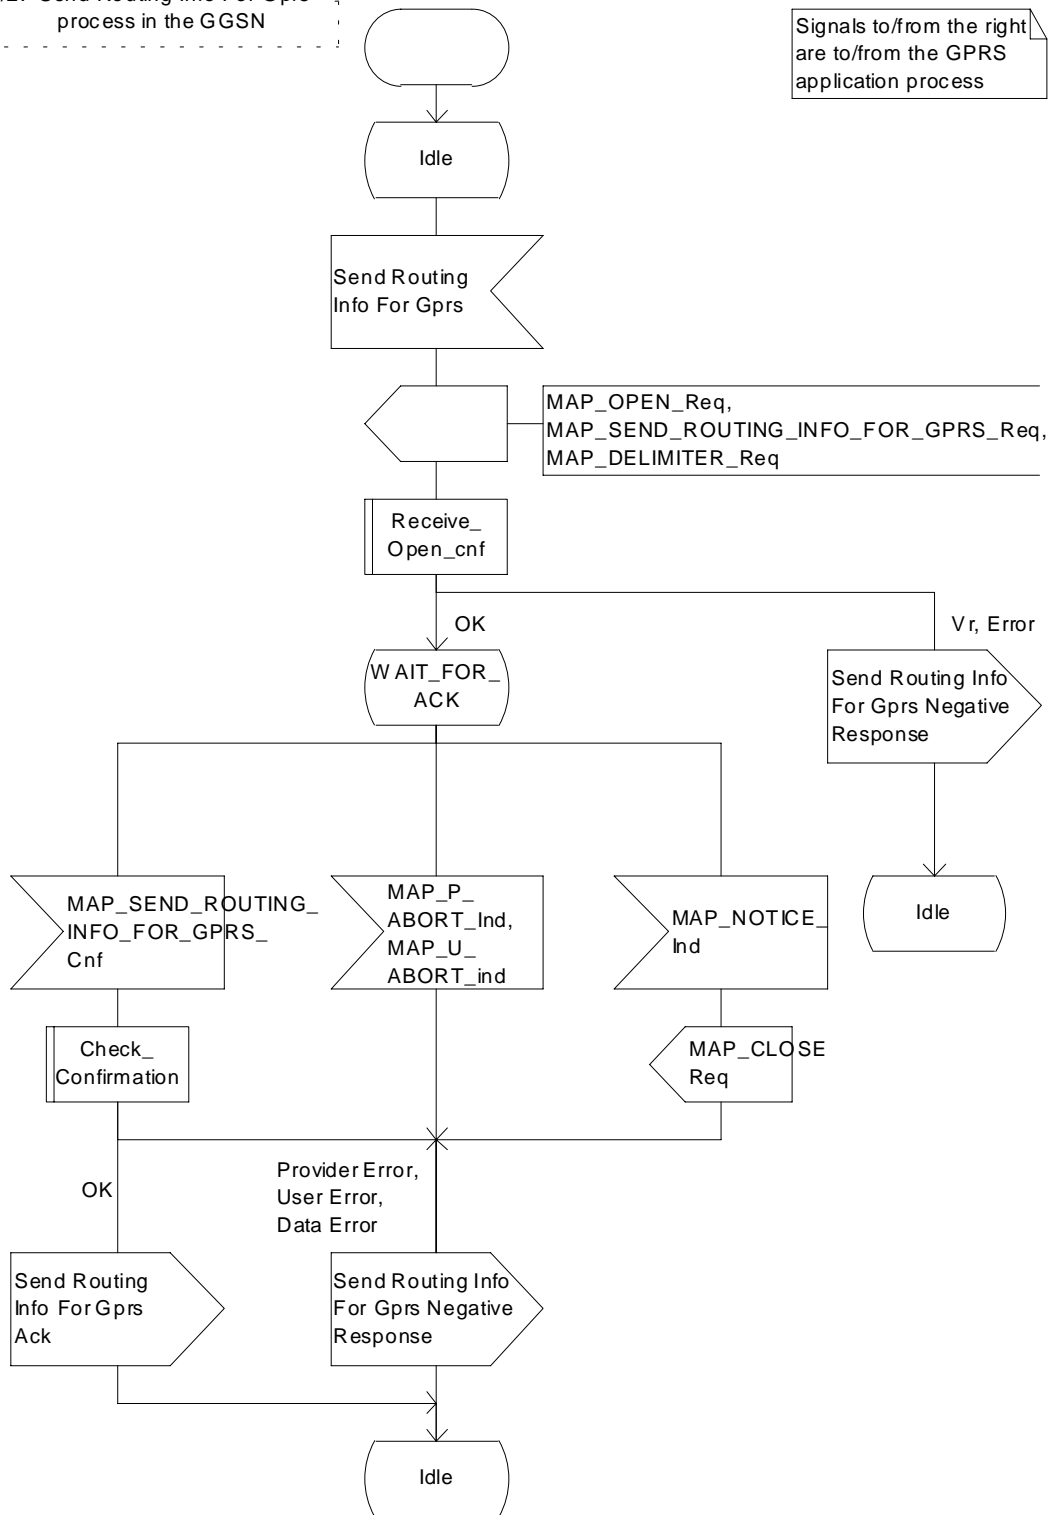 process in the GGSN
Signals to/from the right
are to/from the GPRS
application process
Idle
Send Routing
Info For Gprs
MAP_OPEN_Req,
MAP_SEND_ROUTING_INFO_FOR_GPRS_Req,
MAP_DELIMITER_Req
Receive_
Open_cnf
OK
Vr, Error
WAIT_FOR_
ACK
Send Routing Info
For Gprs Negative
Response
MAP_SEND_ROUTING_
INFO_FOR_GPRS_
Cnf
MAP_P_
ABORT_Ind,
MAP_U_
ABORT_ind
MAP_NOTICE_
Ind
Idle
Check_
Confirmation
MAP_CLOSE
Req
OK
Provider Error,
User Error,
Data Error
Send Routing
Info For Gprs
Ack
Send Routing Info
For Gprs Negative
Response
Idle